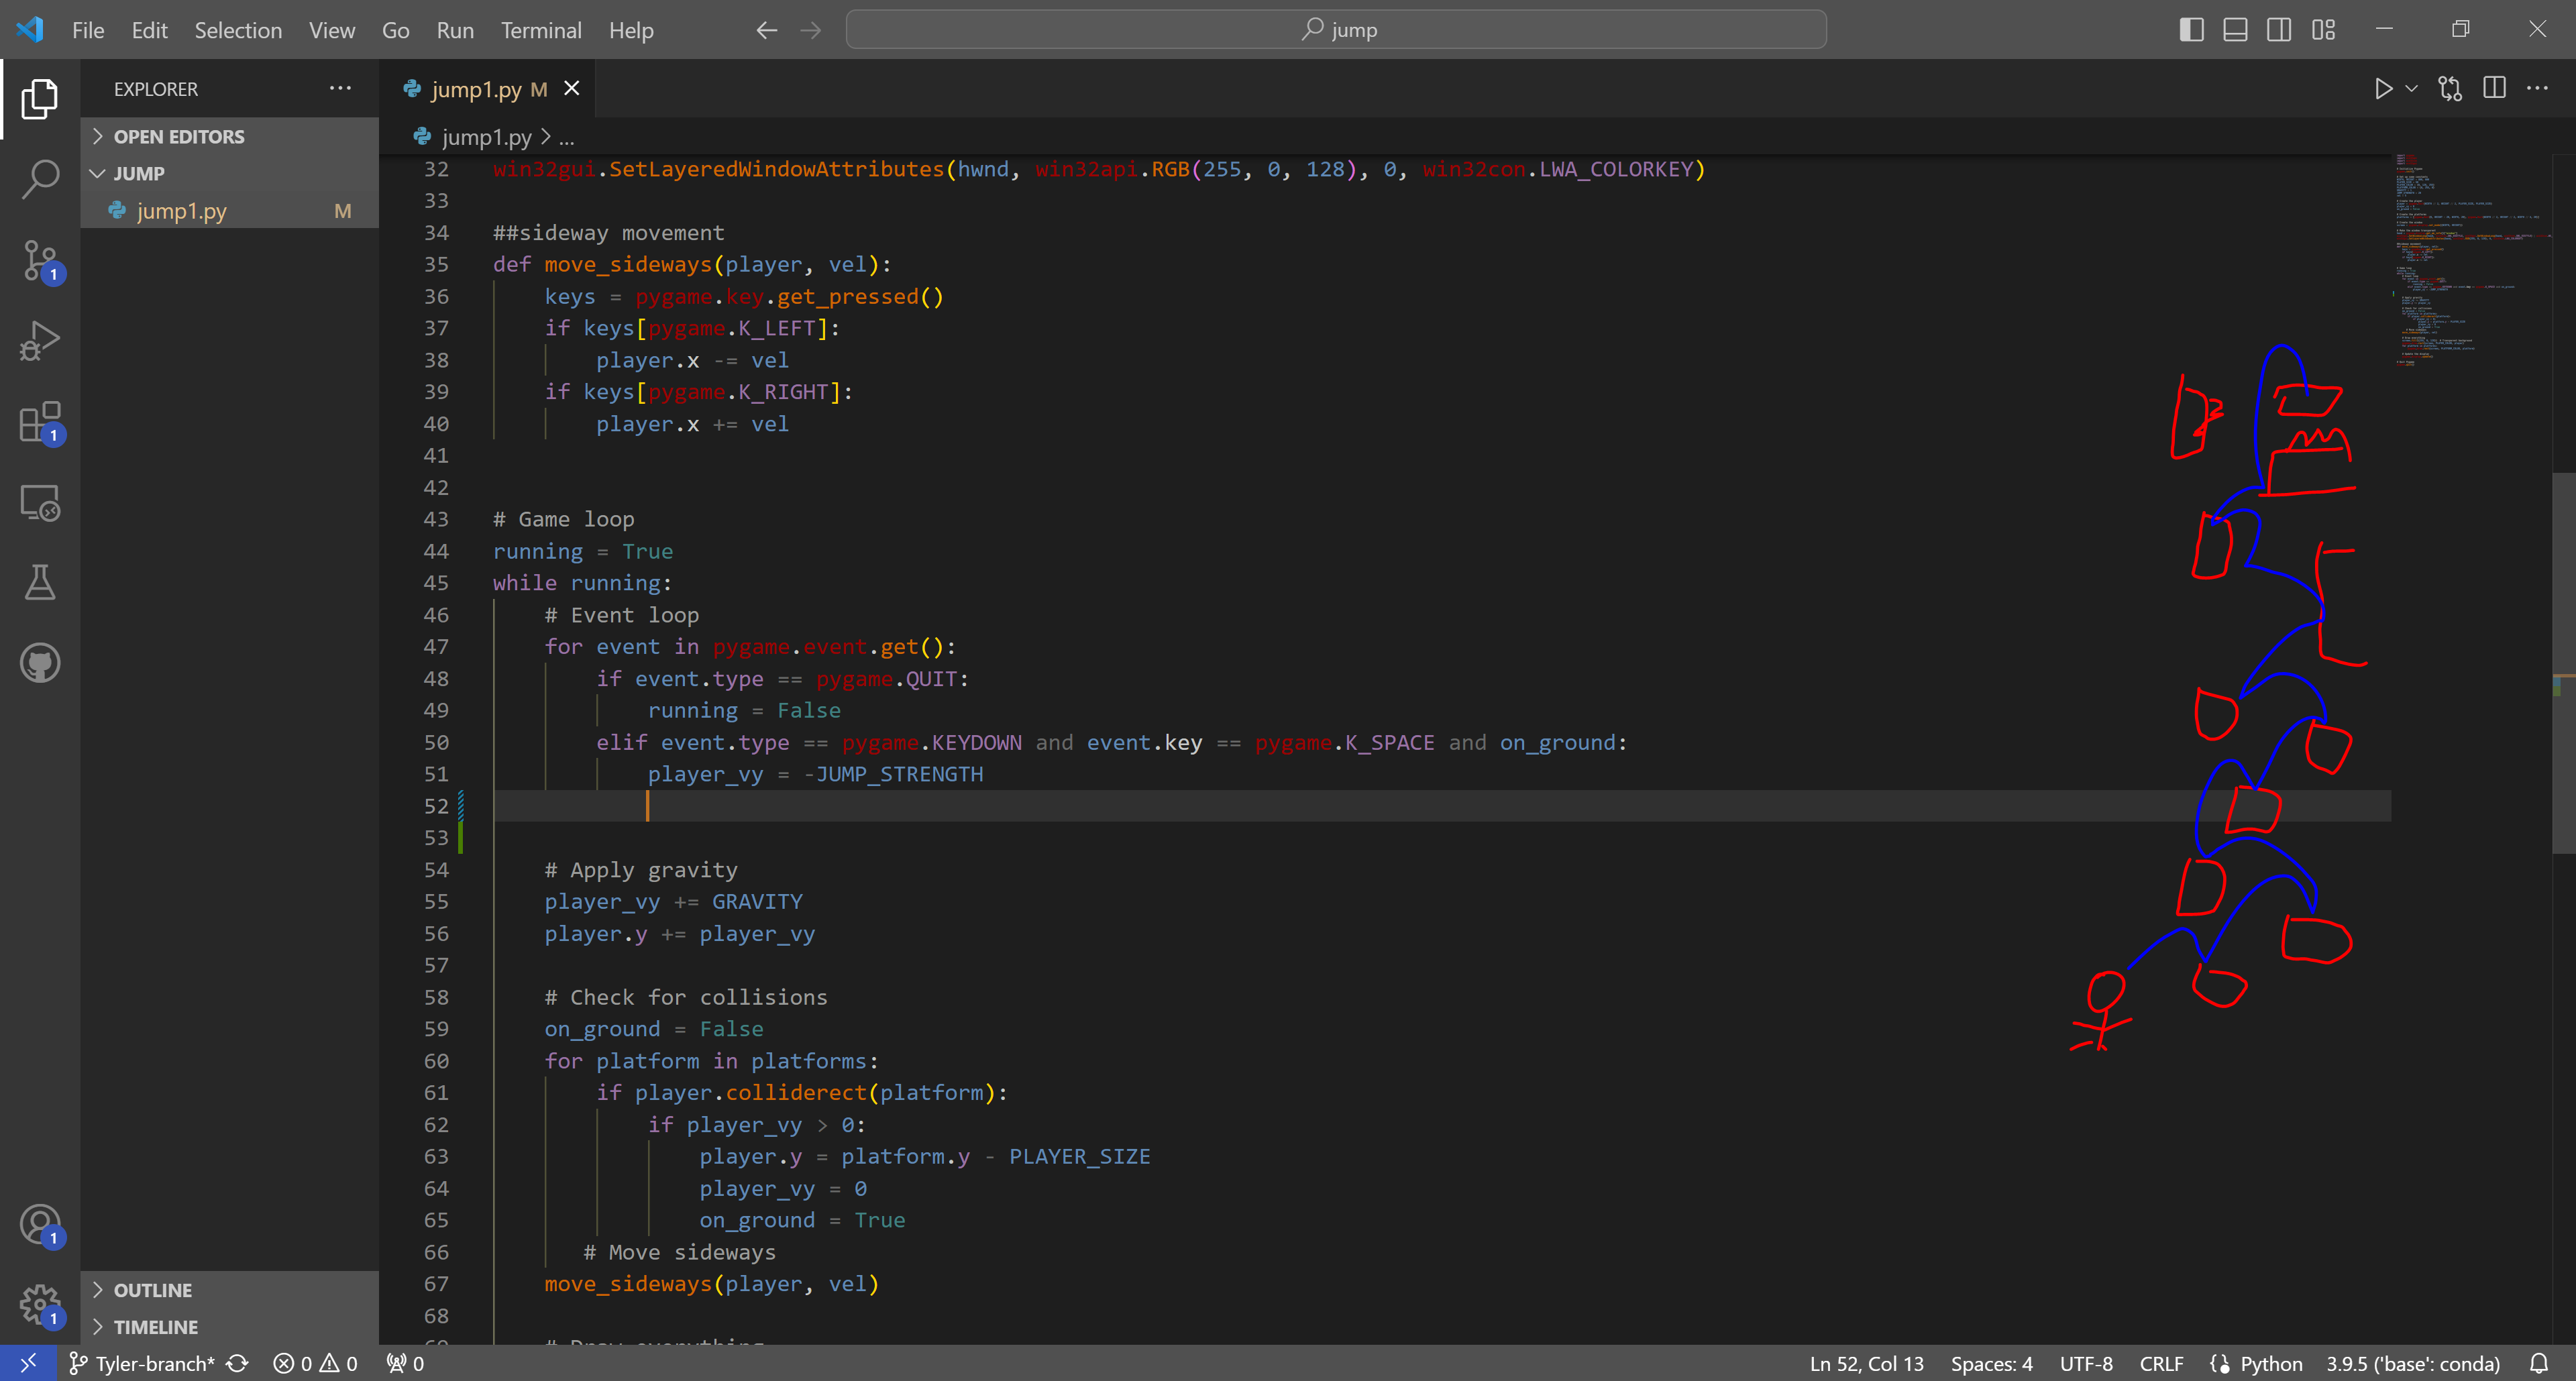 File Edit Selection View Go Run Terminal Help
jump
EXPLORER
OPEN EDITORS
JUMP
jump1.py M
OUTLINE
TIMELINE
jump1.py M
jump1.py > ...
32 win32gui.SetLayeredWindowAttributes(hwnd, win32api.RGB(255, 0, 128), 0, win32con.LWA_COLORKEY)
33
34 ##sideway movement
35 def move_sideways(player, vel):
36     keys = pygame.key.get_pressed()
37     if keys[pygame.K_LEFT]:
38         player.x -= vel
39     if keys[pygame.K_RIGHT]:
40         player.x += vel
41
42
43 # Game loop
44 running = True
45 while running:
46     # Event loop
47     for event in pygame.event.get():
48         if event.type == pygame.QUIT:
49             running = False
50         elif event.type == pygame.KEYDOWN and event.key == pygame.K_SPACE and on_ground:
51             player_vy = -JUMP_STRENGTH
52
53
54     # Apply gravity
55     player_vy += GRAVITY
56     player.y += player_vy
57
58     # Check for collisions
59     on_ground = False
60     for platform in platforms:
61         if player.colliderect(platform):
62             if player_vy > 0:
63                 player.y = platform.y - PLAYER_SIZE
64                 player_vy = 0
65                 on_ground = True
66        # Move sideways
67     move_sideways(player, vel)
68
69     # Draw everything
1
1
1
1
Tyler-branch* 0 0 0
Ln 52, Col 13 Spaces: 4 UTF-8 CRLF Python 3.9.5 ('base': conda)